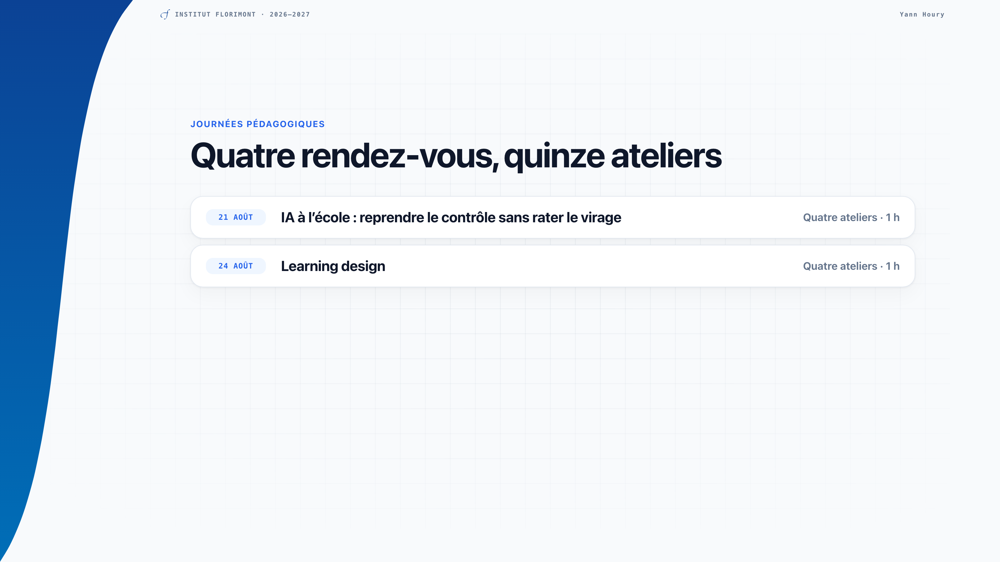 INSTITUT FLORIMONT · 2026–2027
Yann Houry
JOURNÉES PÉDAGOGIQUES
Quatre rendez-vous, quinze ateliers
21 AOÛT
IA à l’école : reprendre le contrôle sans rater le virage
Quatre ateliers · 1 h
24 AOÛT
Learning design
Quatre ateliers · 1 h